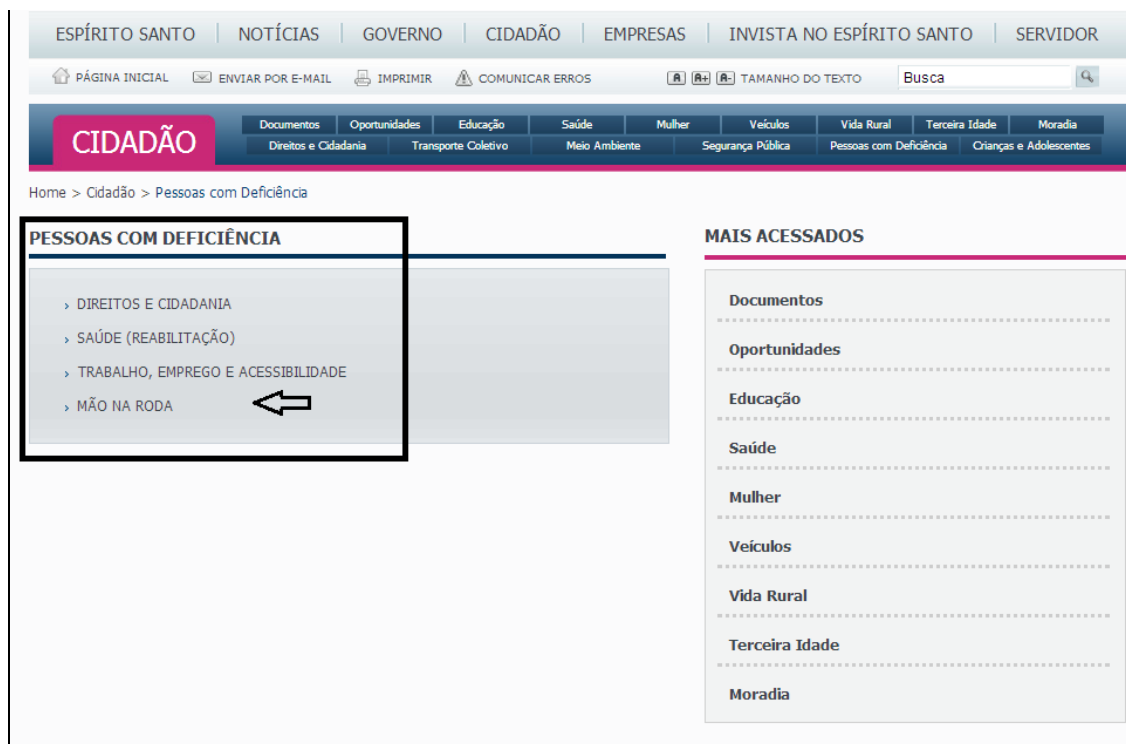 ESPÍRITO SANTO NOTÍCIAS GOVERNO CIDADÃO EMPRESAS INVISTA NO ESPÍRITO SANTO SERVIDOR
PÁGINA INICIAL ENVIAR POR E-MAIL IMPRIMIR COMUNICAR ERROS A A+ A- TAMANHO DO TEXTO Busca
CIDADÃO
Documentos Oportunidades Educação Saúde Mulher Veículos Vida Rural Terceira Idade Moradia
Direitos e Cidadania Transporte Coletivo Meio Ambiente Segurança Pública Pessoas com Deficiência Crianças e Adolescentes
Home > Cidadão > Pessoas com Deficiência
PESSOAS COM DEFICIÊNCIA
› DIREITOS E CIDADANIA
› SAÚDE (REABILITAÇÃO)
› TRABALHO, EMPREGO E ACESSIBILIDADE
› MÃO NA RODA
MAIS ACESSADOS
Documentos
Oportunidades
Educação
Saúde
Mulher
Veículos
Vida Rural
Terceira Idade
Moradia